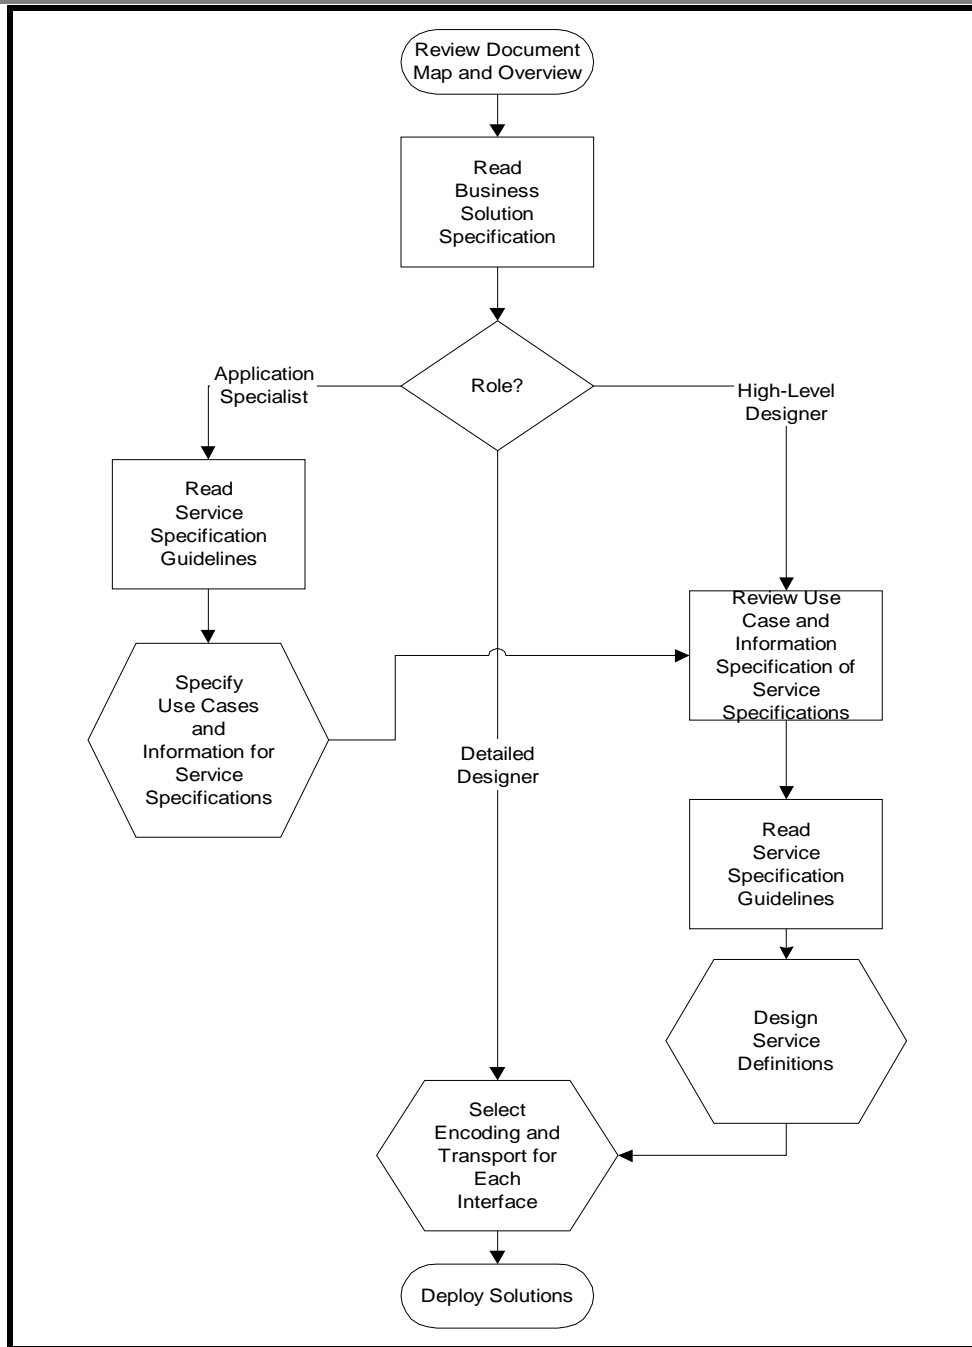 Review Document
Map and Overview
Read
Business
Solution
Specification
Role?
Application
Specialist
High-Level
Designer
Read
Service
Specification
Guidelines
Review Use
Case and
Information
Specification of
Service
Specifications
Specify
Use Cases
and
Information for
Service
Specifications
Detailed
Designer
Read
Service
Specification
Guidelines
Design
Service
Definitions
Select
Encoding and
Transport for
Each
Interface
Deploy Solutions